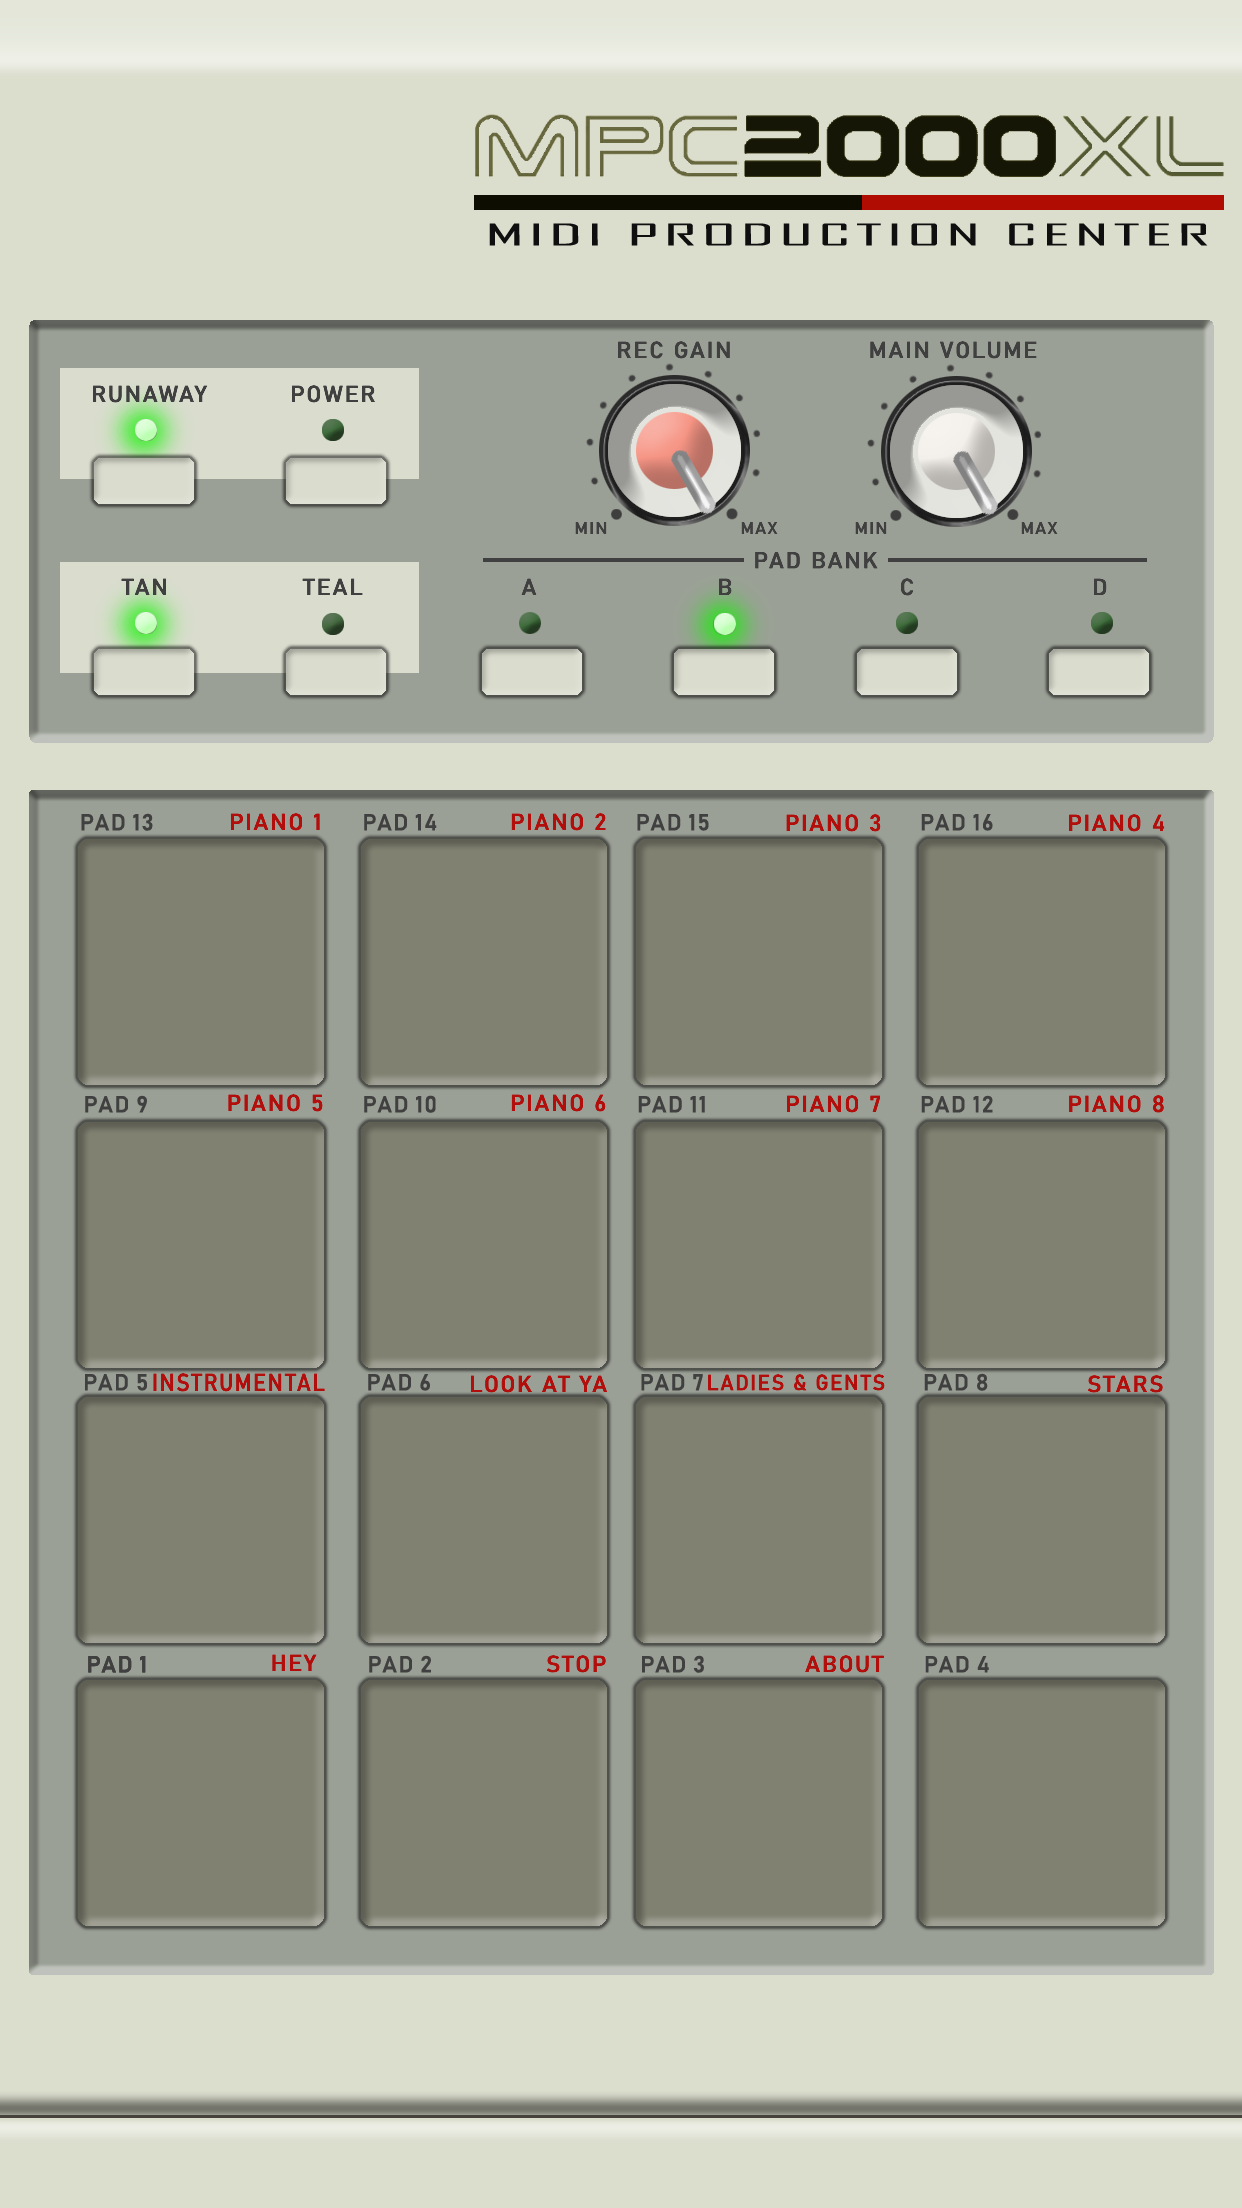 MPC2000XL
MIDI PRODUCTION CENTER
REC GAIN MAIN VOLUME
RUNAWAY POWER
MIN MAX MIN MAX
PAD BANK
TAN TEAL A B C D
PAD 13 PIANO 1 PAD 14 PIANO 2 PAD 15 PIANO 3 PAD 16 PIANO 4
PAD 9 PIANO 5 PAD 10 PIANO 6 PAD 11 PIANO 7 PAD 12 PIANO 8
PAD 5 INSTRUMENTAL PAD 6 LOOK AT YA PAD 7 LADIES & GENTS PAD 8 STARS
PAD 1 HEY PAD 2 STOP PAD 3 ABOUT PAD 4